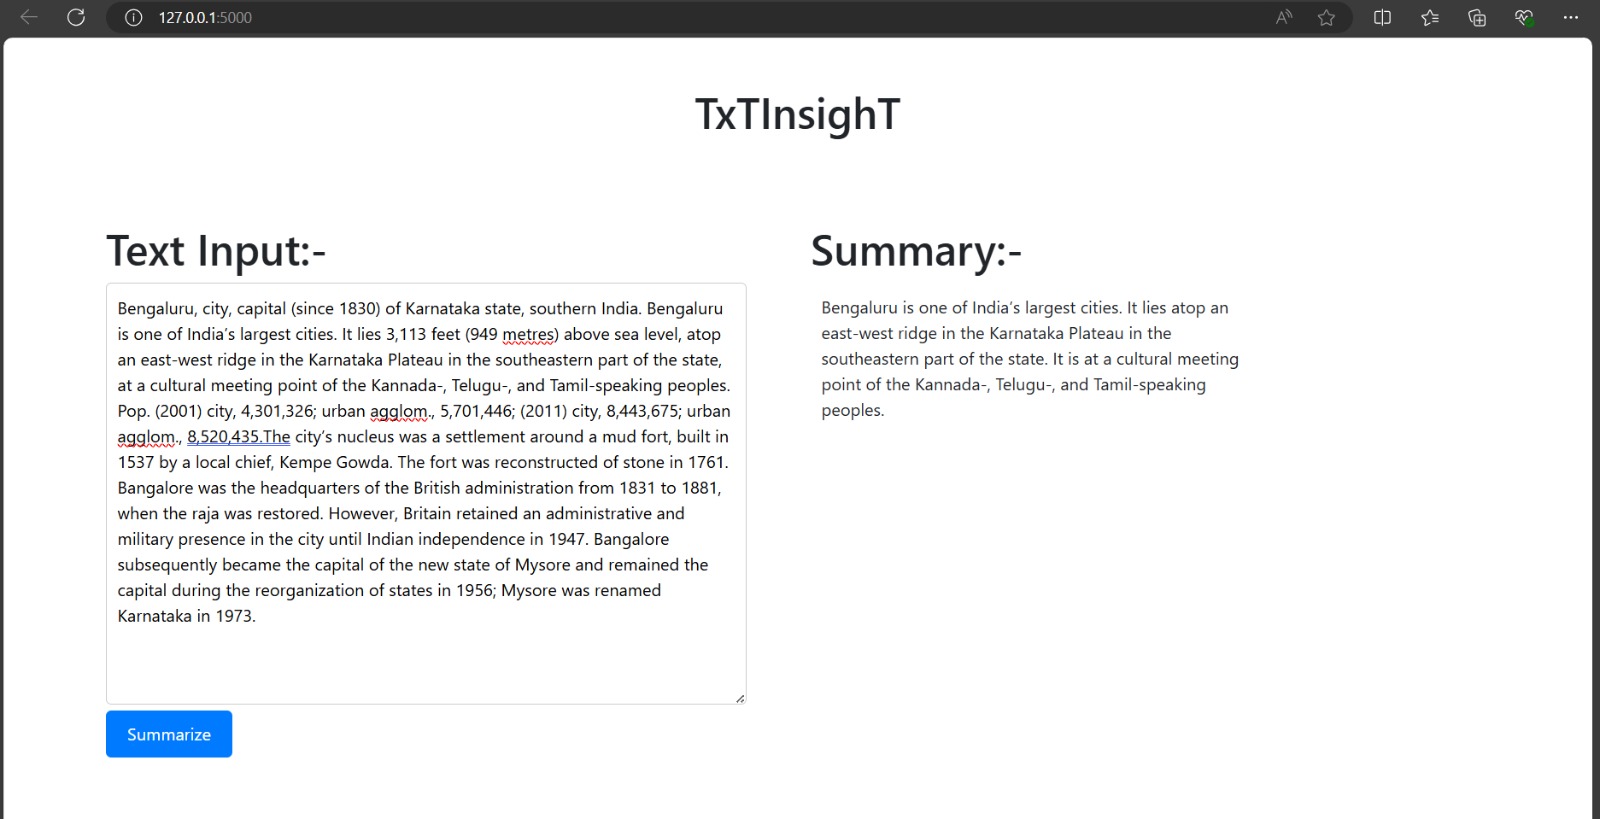 127.0.0.1:5000
TxTInsighT
Text Input:-
Bengaluru, city, capital (since 1830) of Karnataka state, southern India. Bengaluru
is one of India's largest cities. It lies 3,113 feet (949 metres) above sea level, atop
an east-west ridge in the Karnataka Plateau in the southeastern part of the state,
at a cultural meeting point of the Kannada-, Telugu-, and Tamil-speaking peoples.
Pop. (2001) city, 4,301,326; urban agglom., 5,701,446; (2011) city, 8,443,675; urban
agglom., 8,520,435.The city's nucleus was a settlement around a mud fort, built in
1537 by a local chief, Kempe Gowda. The fort was reconstructed of stone in 1761.
Bangalore was the headquarters of the British administration from 1831 to 1881,
when the raja was restored. However, Britain retained an administrative and
military presence in the city until Indian independence in 1947. Bangalore
subsequently became the capital of the new state of Mysore and remained the
capital during the reorganization of states in 1956; Mysore was renamed
Karnataka in 1973.
Summarize
Summary:-
Bengaluru is one of India's largest cities. It lies atop an
east-west ridge in the Karnataka Plateau in the
southeastern part of the state. It is at a cultural meeting
point of the Kannada-, Telugu-, and Tamil-speaking
peoples.